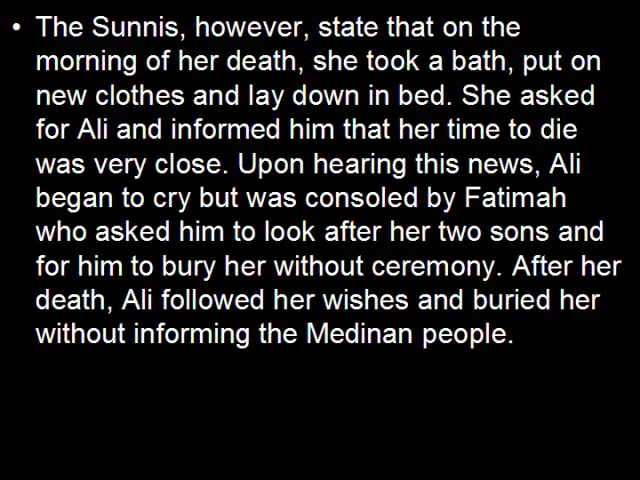 • The Sunnis, however, state that on the
morning of her death, she took a bath, put on
new clothes and lay down in bed. She asked
for Ali and informed him that her time to die
was very close. Upon hearing this news, Ali
began to cry but was consoled by Fatimah
who asked him to look after her two sons and
for him to bury her without ceremony. After her
death, Ali followed her wishes and buried her
without informing the Medinan people.